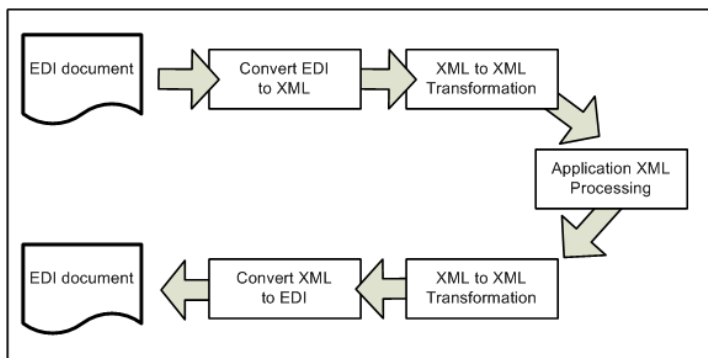 EDI document
Convert EDI
to XML
XML to XML
Transformation
Application XML
Processing
EDI document
Convert XML
to EDI
XML to XML
Transformation